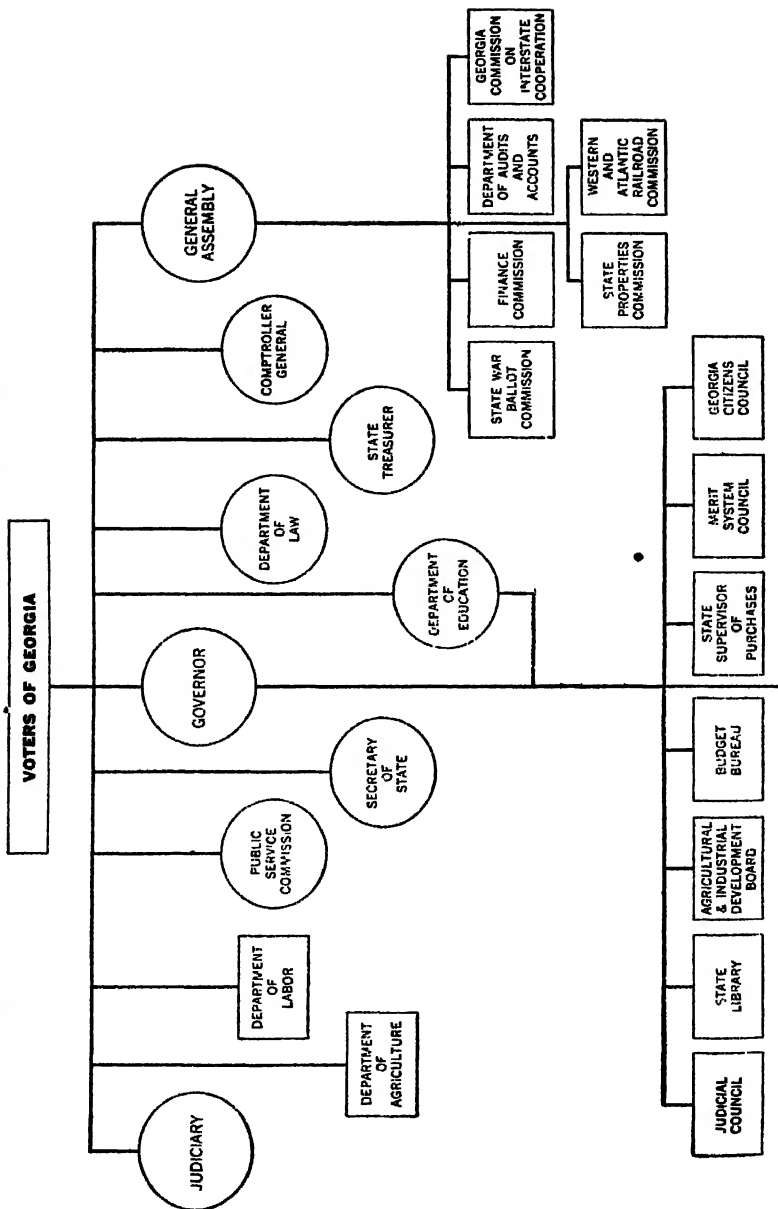 VOTERS OF GEORGIA
JUDICIARY
DEPARTMENT
OF
AGRICULTURE
DEPARTMENT
OF
LABOR
PUBLIC
SERVICE
COMMISSION
SECRETARY
OF
STATE
GOVERNOR
DEPARTMENT
CF
EDUCATION
DEPARTMENT
OF
LAW
STATE
TREASURER
COMPTROLLER
GENERAL
GENERAL
ASSEMBLY
STATE WAR
BALLOT
COMMISSION
FINANCE
COMMISSION
DEPARTMENT
OF AUDITS
AND
ACCOUNTS
GEORGIA
COMMISSION
ON
INTERSTATE
COOPERATION
STATE
PROPERTIES
COMMISSION
WESTERN
AND
ATLANTIC
RAILROAD
COMMISSION
JUDICIAL
COUNCIL
STATE
LIBRARY
AGRICULTURAL
& INDUSTRIAL
DEVELOPMENT
BOARD
BUDGET
BUREAU
STATE
SUPERVISOR
OF
PURCHASES
MERIT
SYSTEM
COUNCIL
GEORGIA
CITIZENS
COUNCIL